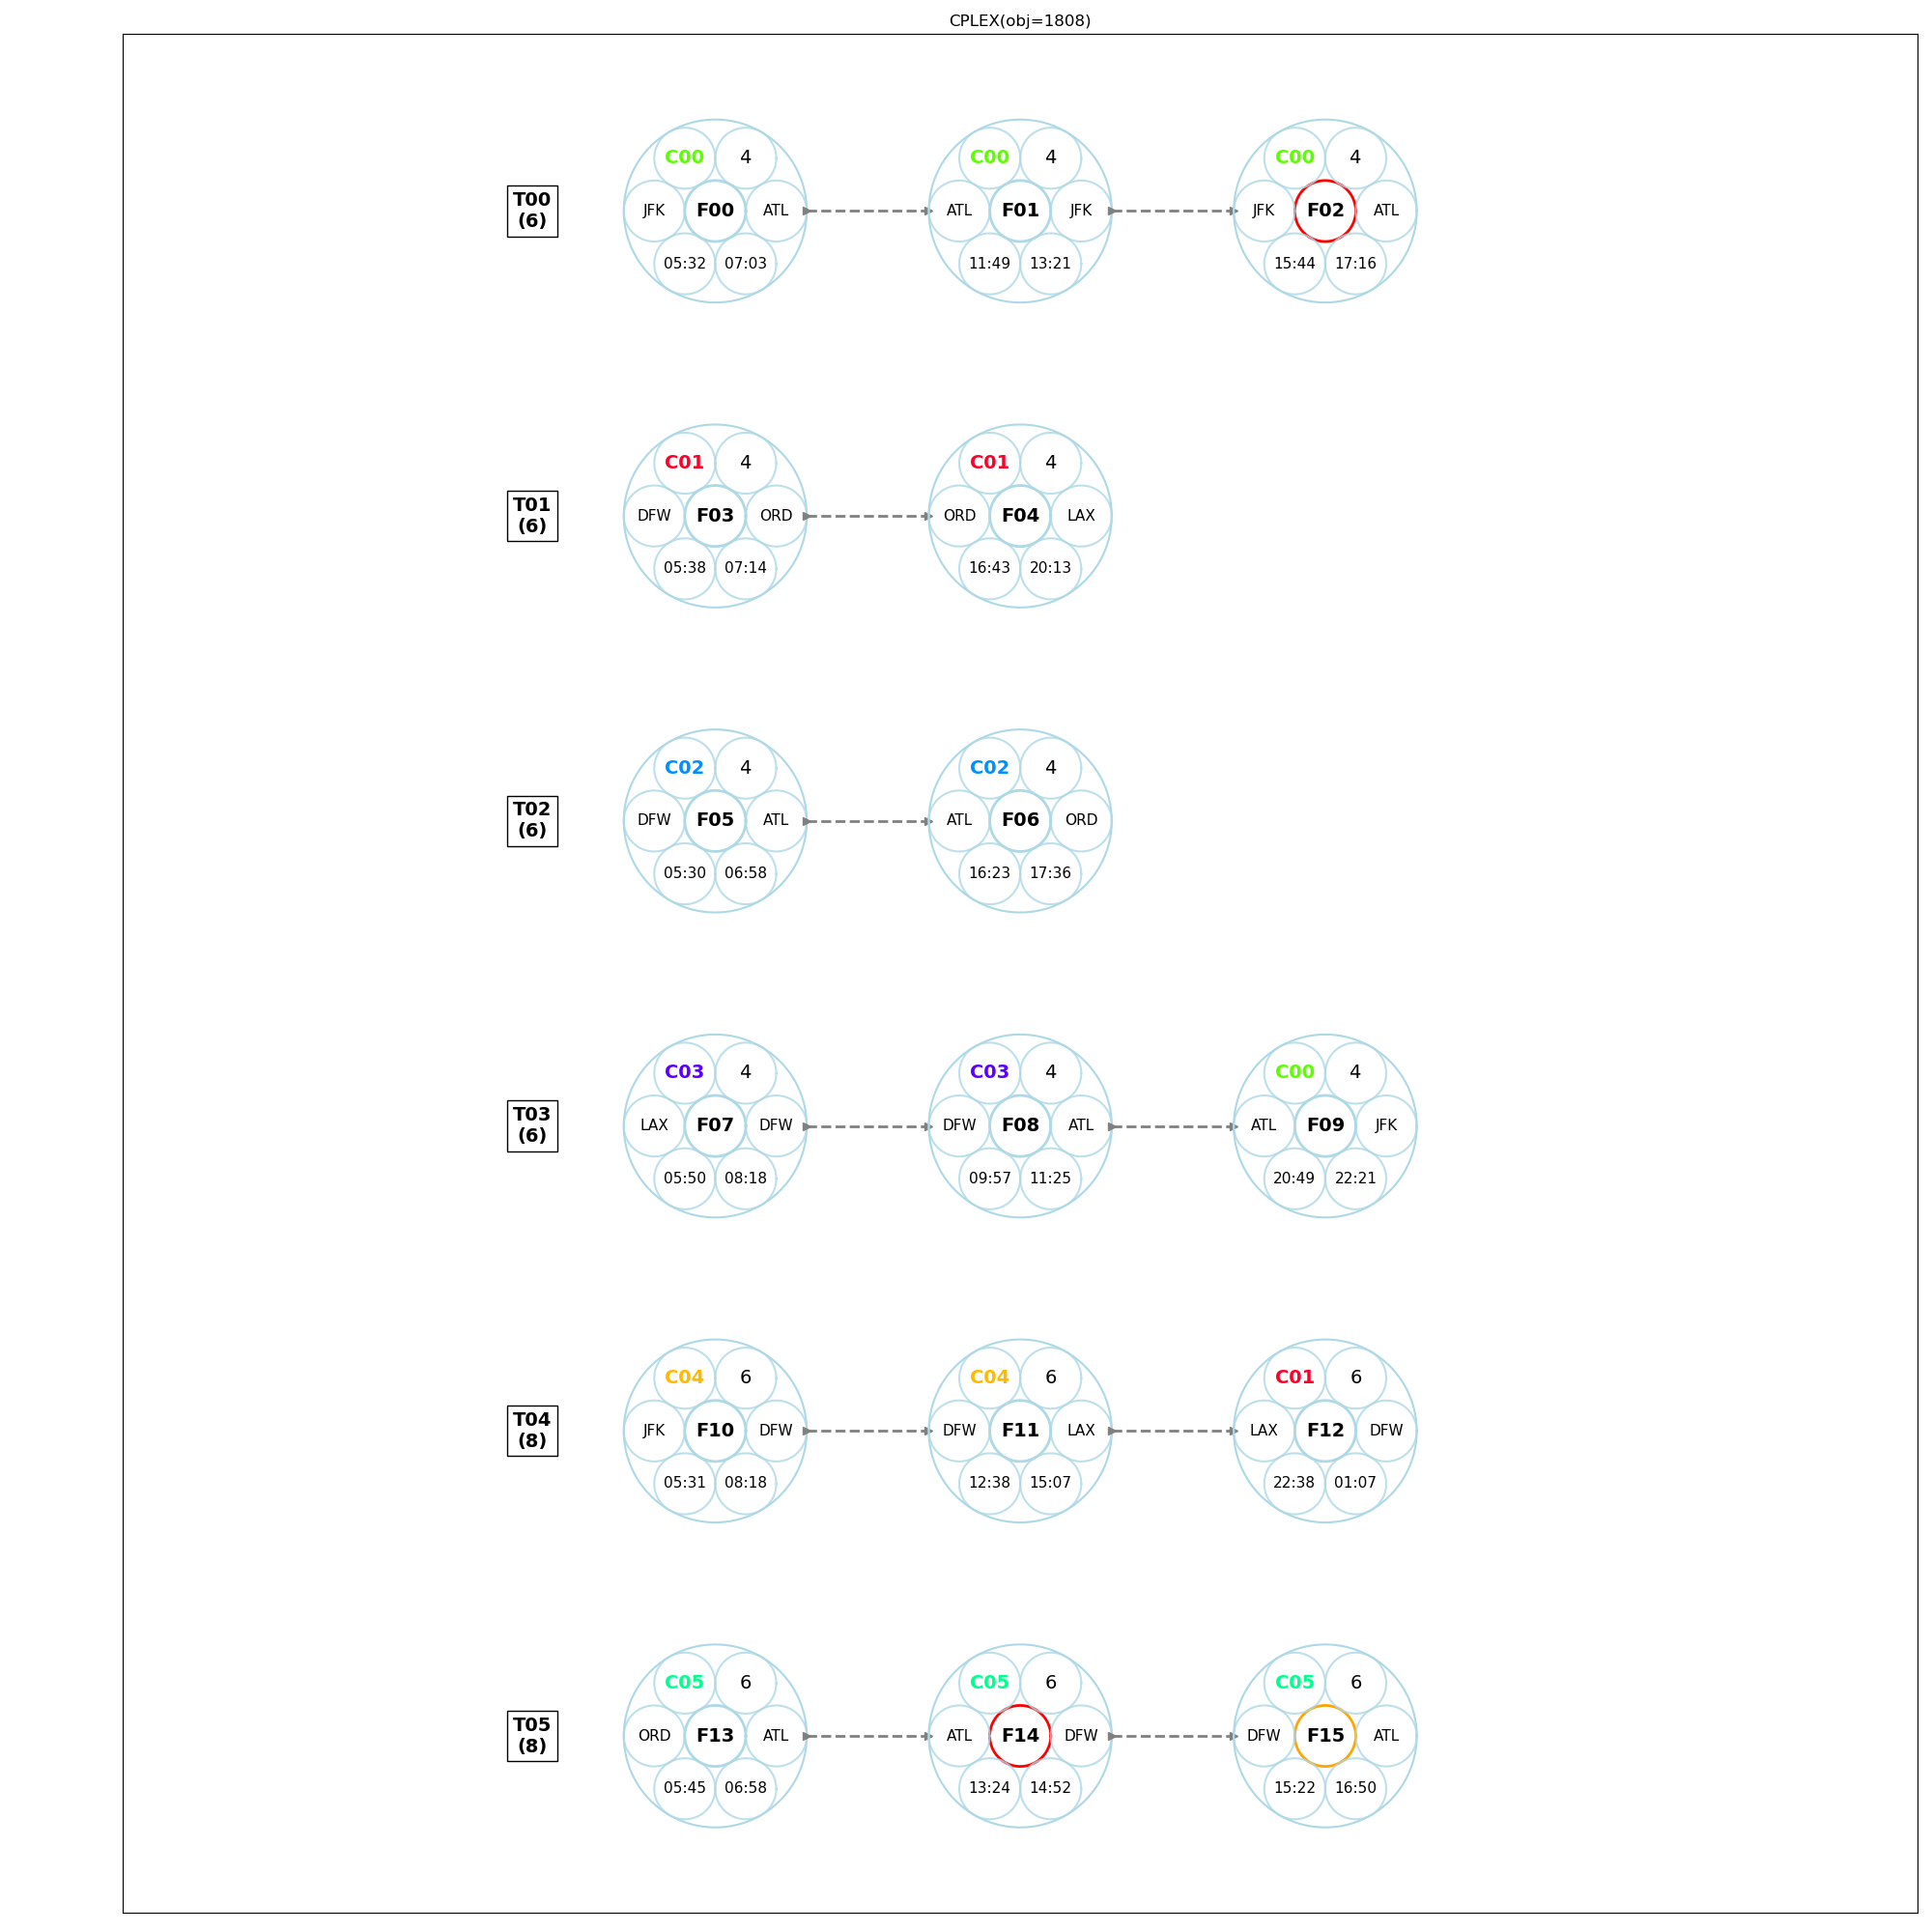 CPLEX(obj=1808)
C00 4 C00 4 C00 4
T00
(6)
JFK F00 ATL ATL F01 JFK JFK F02 ATL
05:32 07:03 11:49 13:21 15:44 17:16
C01 4 C01 4
T01
(6)
DFW F03 ORD ORD F04 LAX
05:38 07:14 16:43 20:13
C02 4 C02 4
T02
(6)
DFW F05 ATL ATL F06 ORD
05:30 06:58 16:23 17:36
C03 4 C03 4 C00 4
T03
(6)
LAX F07 DFW DFW F08 ATL ATL F09 JFK
05:50 08:18 09:57 11:25 20:49 22:21
C04 6 C04 6 C01 6
T04
(8)
JFK F10 DFW DFW F11 LAX LAX F12 DFW
05:31 08:18 12:38 15:07 22:38 01:07
C05 6 C05 6 C05 6
T05
(8)
ORD F13 ATL ATL F14 DFW DFW F15 ATL
05:45 06:58 13:24 14:52 15:22 16:50